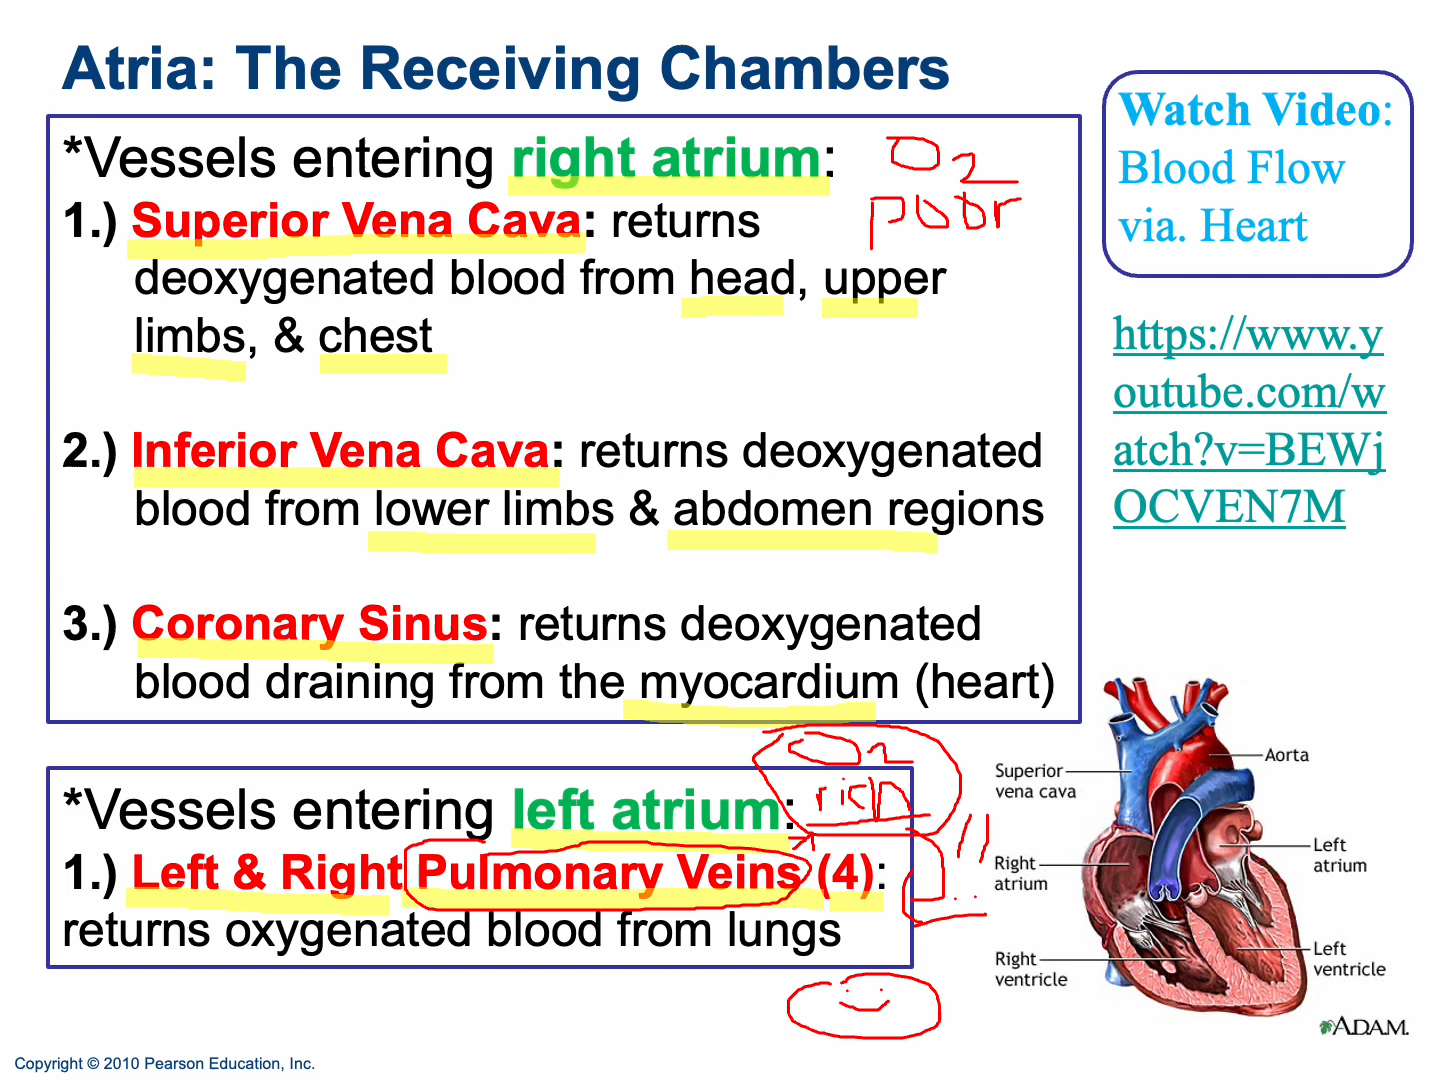 Atria: The Receiving Chambers
*Vessels entering right atrium:
O2
poor
1.) Superior Vena Cava: returns
deoxygenated blood from head, upper
limbs, & chest
2.) Inferior Vena Cava: returns deoxygenated
blood from lower limbs & abdomen regions
3.) Coronary Sinus: returns deoxygenated
blood draining from the myocardium (heart)
*Vessels entering left atrium:
O2
rich
1.) Left & Right Pulmonary Veins (4):
!!
returns oxygenated blood from lungs
Watch Video:
Blood Flow
via. Heart
https://www.y
outube.com/w
atch?v=BEWj
OCVEN7M
Superior
vena cava
Aorta
Right
atrium
Left
atrium
Right
ventricle
Left
ventricle
ADAM.
Copyright © 2010 Pearson Education, Inc.